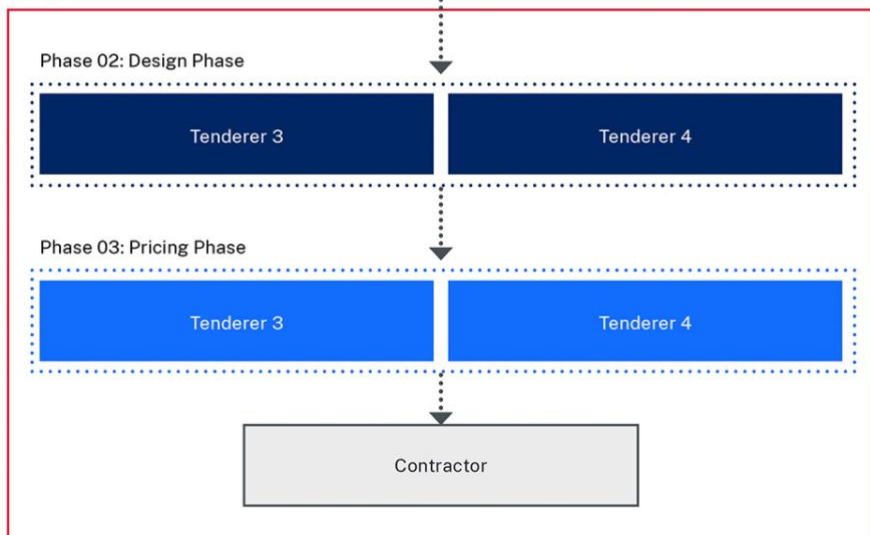 Phase 02: Design Phase
Tenderer 3
Tenderer 4
Phase 03: Pricing Phase
Tenderer 3
Tenderer 4
Contractor